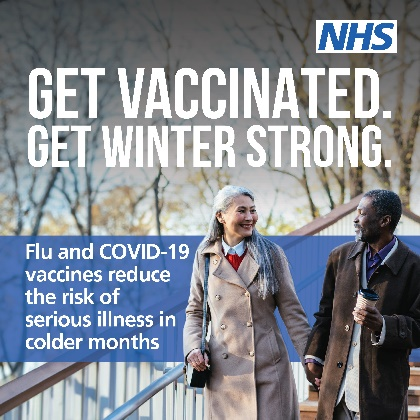 NHS
GET VACCINATED.
GET WINTER STRONG.
Flu and COVID-19
vaccines reduce
the risk of
serious illness in
colder months